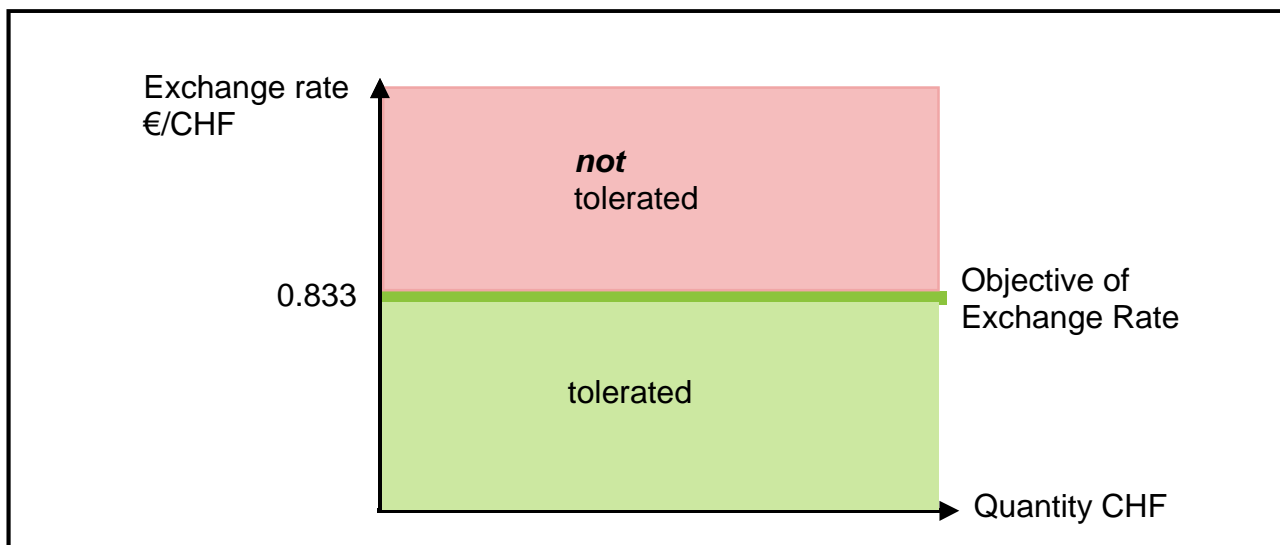 Exchange rate
€/CHF
not
tolerated
0.833
Objective of
Exchange Rate
tolerated
Quantity CHF